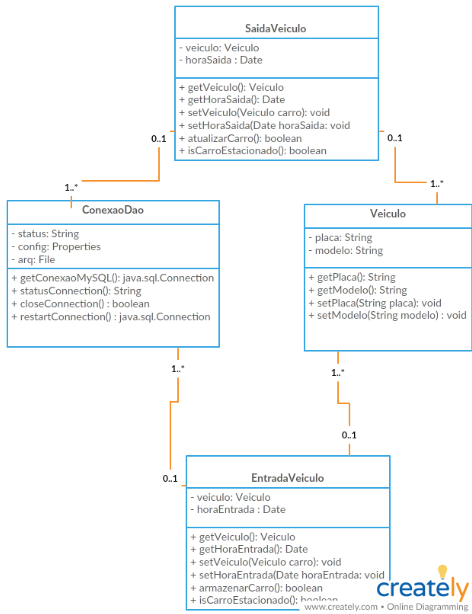 SaidaVeiculo
- veiculo: Veiculo
- horaSaida : Date
+ getVeiculo(): Veiculo
+ getHoraSaida(): Date
+ setVeiculo(Veiculo carro): void
+ setHoraSaida(Date horaSaida: void
+ atualizarCarro(): boolean
+ isCarroEstacionado(): boolean
0..1
0..1
1..*
1..*
ConexaoDao
- status: String
- config: Properties
- arq: File
+ getConexaoMySQL(): java.sql.Connection
+ statusConnection(): String
+ closeConnection() : boolean
+ restartConnection() : java.sql.Connection
Veiculo
- placa: String
- modelo: String
+ getPlaca(): String
+ getModelo(): String
+ setPlaca(String placa): void
+ setModelo(String modelo) : void
1..*
1..*
0..1
0..1
EntradaVeiculo
- veiculo: Veiculo
- horaEntrada : Date
+ getVeiculo(): Veiculo
+ getHoraEntrada(): Date
+ setVeiculo(Veiculo carro): void
+ setHoraEntrada(Date horaEntrada: void
+ armazenarCarro(): boolean
+ isCarroEstacionado(): boolean
creately
www.creately.com • Online Diagramming